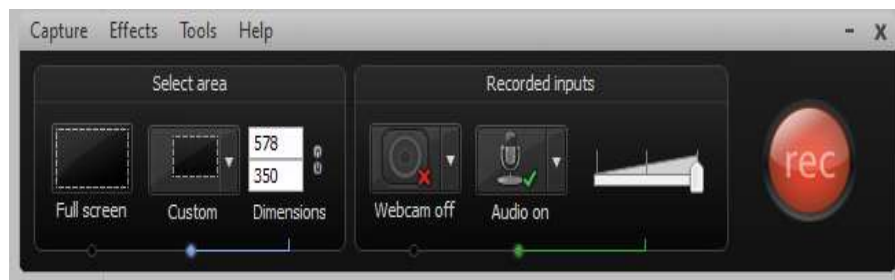 Capture Effects Tools Help - x
Select area
Recorded inputs
578
350
Full screen Custom Dimensions
Webcam off Audio on
rec